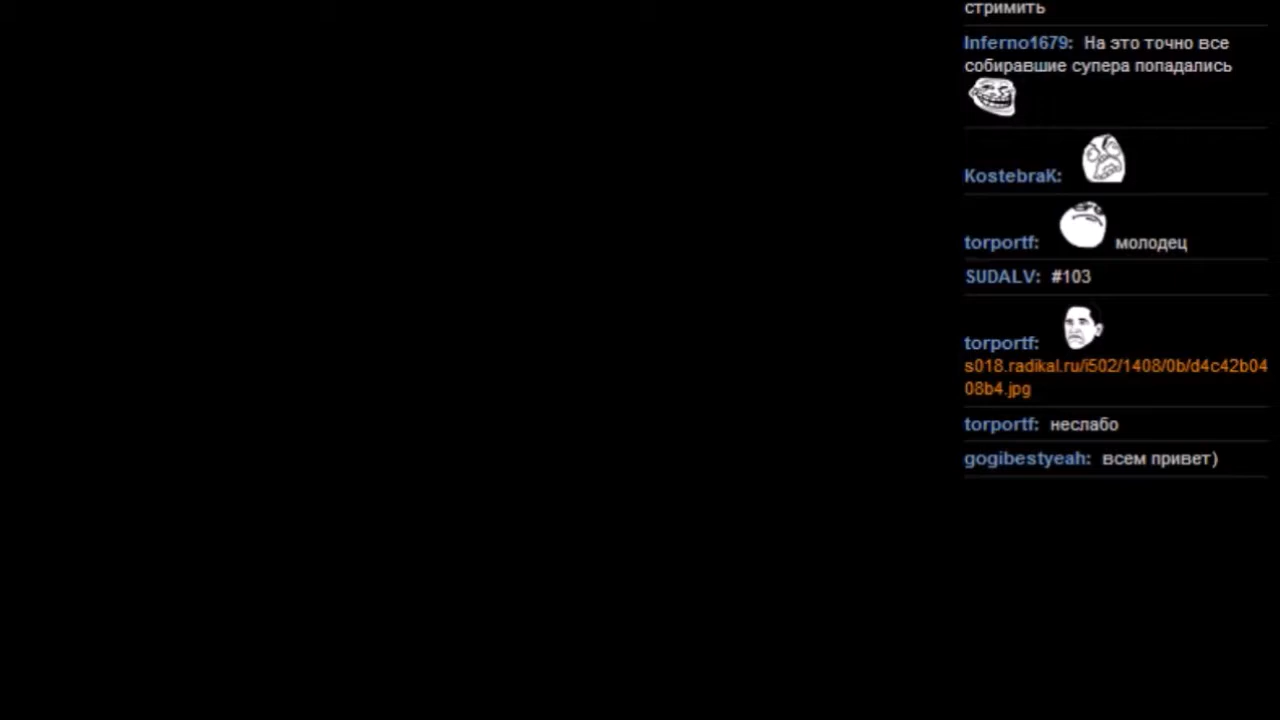 стримить
Inferno1679: На это точно все
собиравшие супера попадались
KostebraK:
torportf: молодец
SUDALV: #103
torportf:
s018.radikal.ru/i502/1408/0b/d4c42b04
08b4.jpg
torportf: неслабо
gogibestyeah: всем привет)